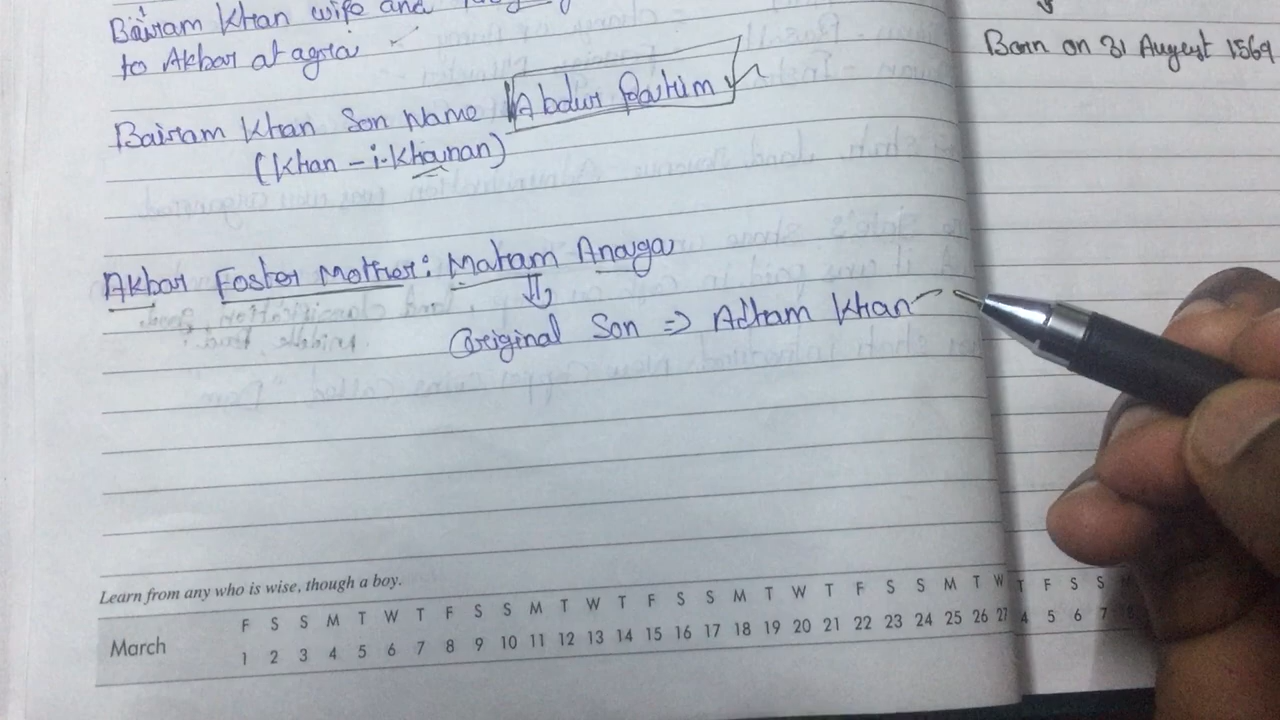 Bairam Khan wife and
to Akbar at agra
Bairam Khan Son Name Abdur Rahim
(Khan-i-Khanan)
Akbar Foster Mother: Maham Anaga
Original Son ⇒ Adham Khan
Learn from any who is wise, though a boy.
March
F S S M T W T F S S M T W T F S S M T W T F S S M T W
1 2 3 4 5 6 7 8 9 10 11 12 13 14 15 16 17 18 19 20 21 22 23 24 25 26 27
Born on 31 August 1569
T F S S
4 5 6 7